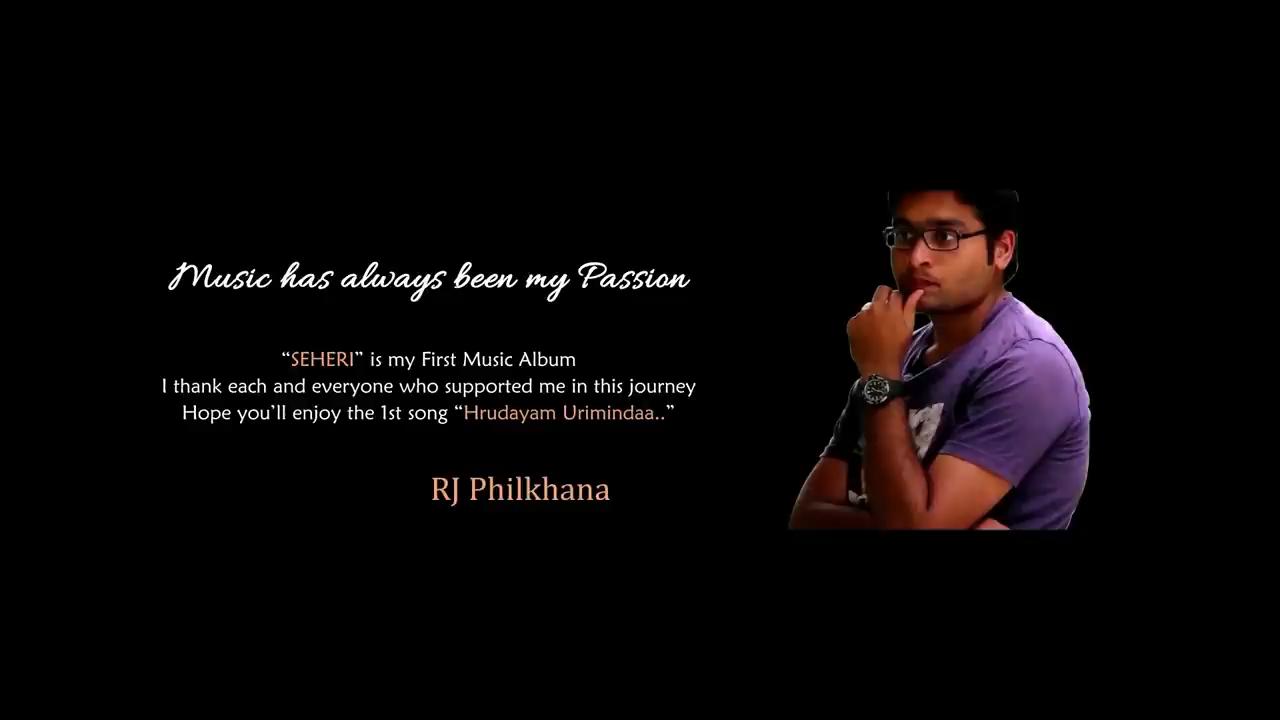 Music has always been my Passion
“SEHERI” is my First Music Album
I thank each and everyone who supported me in this journey
Hope you’ll enjoy the 1st song “Hrudayam Urimindaa..”
RJ Philkhana